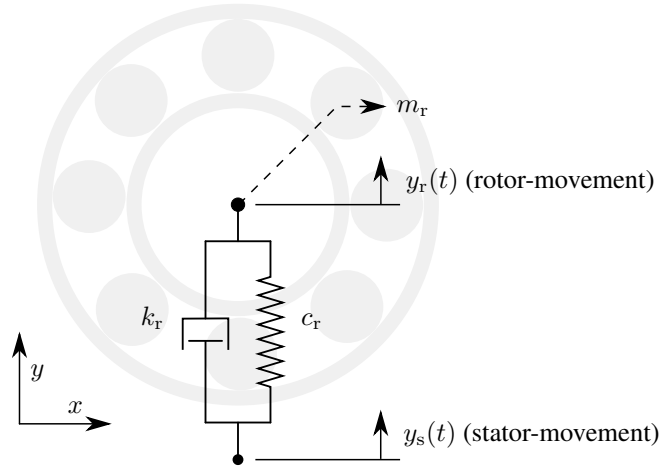 m_r
y_r(t) (rotor-movement)
k_r
c_r
y
x
y_s(t) (stator-movement)